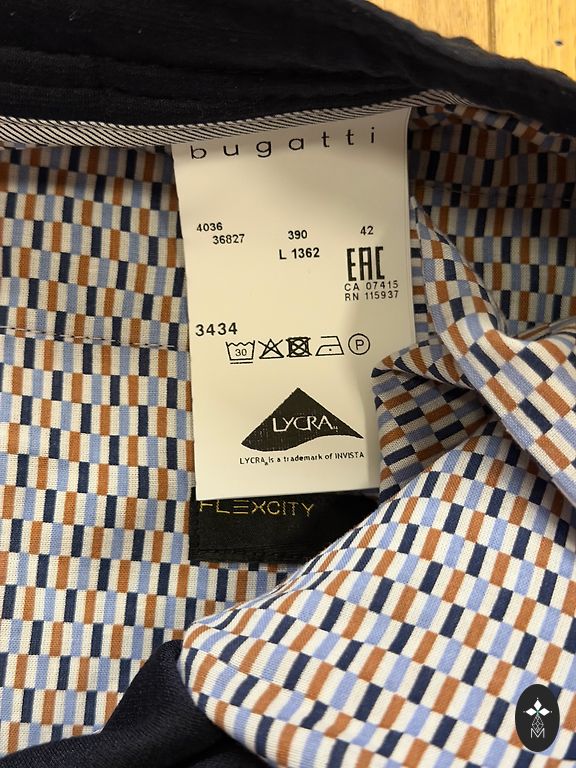 bugatti
4036 390 42
36827 L 1362
EAC
CA 07415
RN 115937
3434
30 P
LYCRA
LYCRA® is a trademark of INVISTA
FLEXCITY